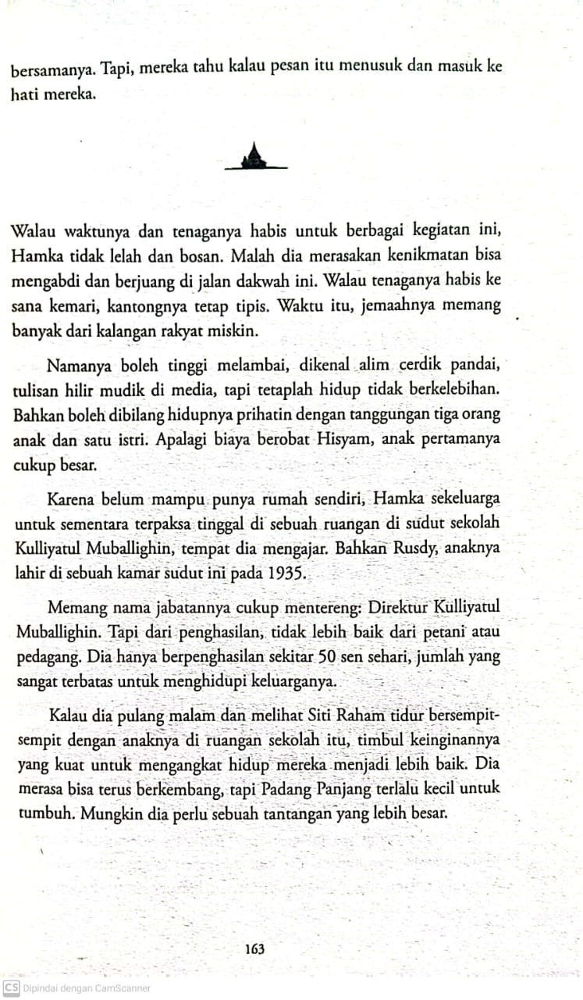 bersamanya. Tapi, mereka tahu kalau pesan itu menusuk dan masuk ke
hati mereka.
Walau waktunya dan tenaganya habis untuk berbagai kegiatan ini,
Hamka tidak lelah dan bosan. Malah dia merasakan kenikmatan bisa
mengabdi dan berjuang di jalan dakwah ini. Walau tenaganya habis ke
sana kemari, kantongnya tetap tipis. Waktu itu, jemaahnya memang
banyak dari kalangan rakyat miskin.
Namanya boleh tinggi melambai, dikenal alim cerdik pandai,
tulisan hilir mudik di media, tapi tetaplah hidup tidak berkelebihan.
Bahkan boleh dibilang hidupnya prihatin dengan tanggungan tiga orang
anak dan satu istri. Apalagi biaya berobat Hisyam, anak pertamanya
cukup besar.
Karena belum mampu punya rumah sendiri, Hamka sekeluarga
untuk sementara terpaksa tinggal di sebuah ruangan di sudut sekolah
Kulliyatul Muballighin, tempat dia mengajar. Bahkan Rusdy, anaknya
lahir di sebuah kamar sudut ini pada 1935.
Memang nama jabatannya cukup mentereng: Direktur Kulliyatul
Muballighin. Tapi dari penghasilan, tidak lebih baik dari petani atau
pedagang. Dia hanya berpenghasilan sekitar 50 sen sehari, jumlah yang
sangat terbatas untuk menghidupi keluarganya.
Kalau dia pulang malam dan melihat Siti Raham tidur bersempit-
sempit dengan anaknya di ruangan sekolah itu, timbul keinginannya
yang kuat untuk mengangkat hidup mereka menjadi lebih baik. Dia
merasa bisa terus berkembang, tapi Padang Panjang terlalu kecil untuk
tumbuh. Mungkin dia perlu sebuah tantangan yang lebih besar.
163
CS Dipindai dengan CamScanner